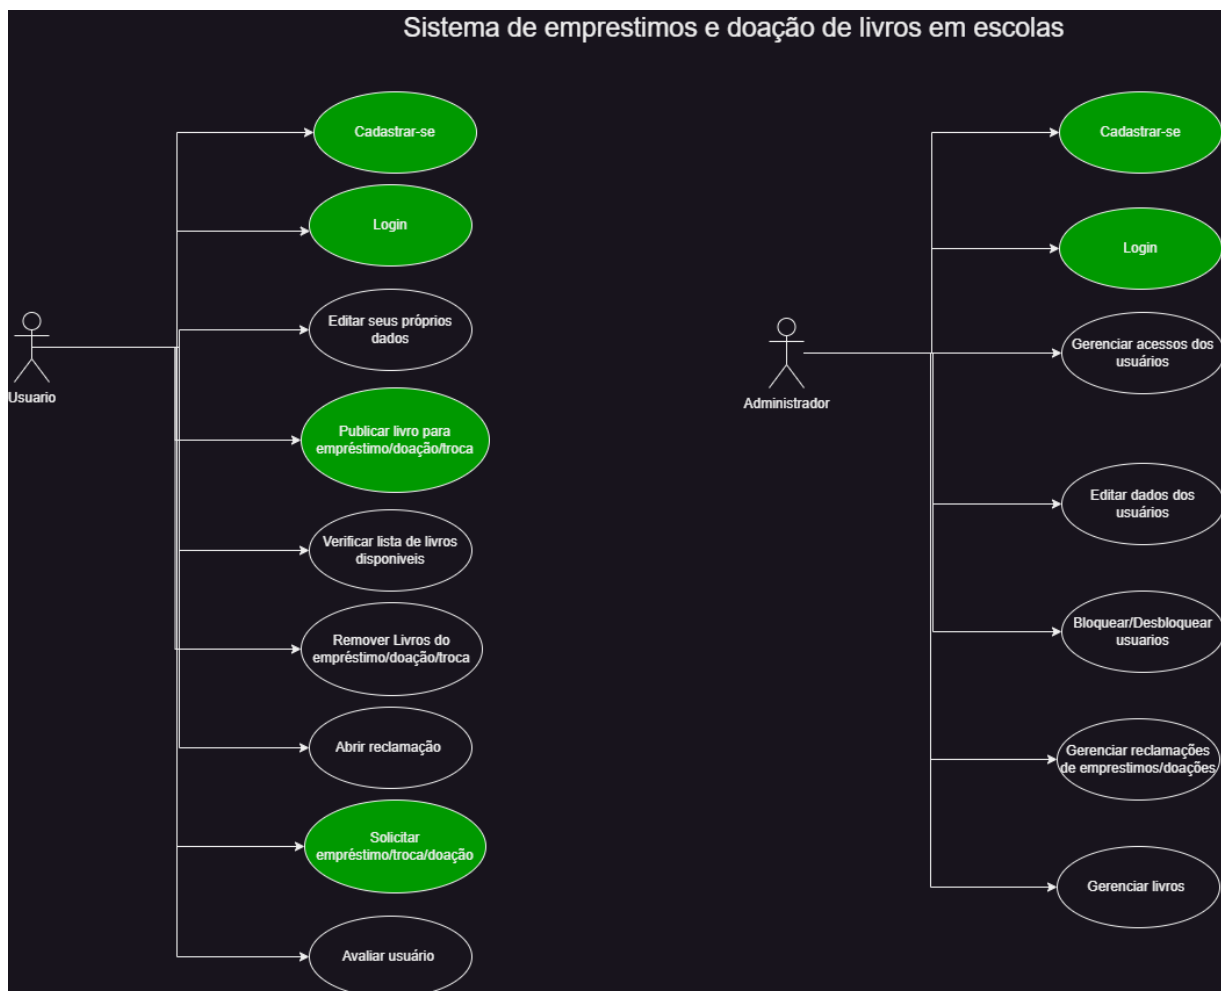 Sistema de emprestimos e doação de livros em escolas
Cadastrar-se
Login
Editar seus próprios
dados
Usuario
Publicar livro para
empréstimo/doação/troca
Verificar lista de livros
disponiveis
Remover Livros do
empréstimo/doação/troca
Abrir reclamação
Solicitar
empréstimo/troca/doação
Avaliar usuário
Cadastrar-se
Login
Gerenciar acessos dos
usuários
Administrador
Editar dados dos
usuários
Bloquear/Desbloquear
usuarios
Gerenciar reclamações
de emprestimos/doações
Gerenciar livros